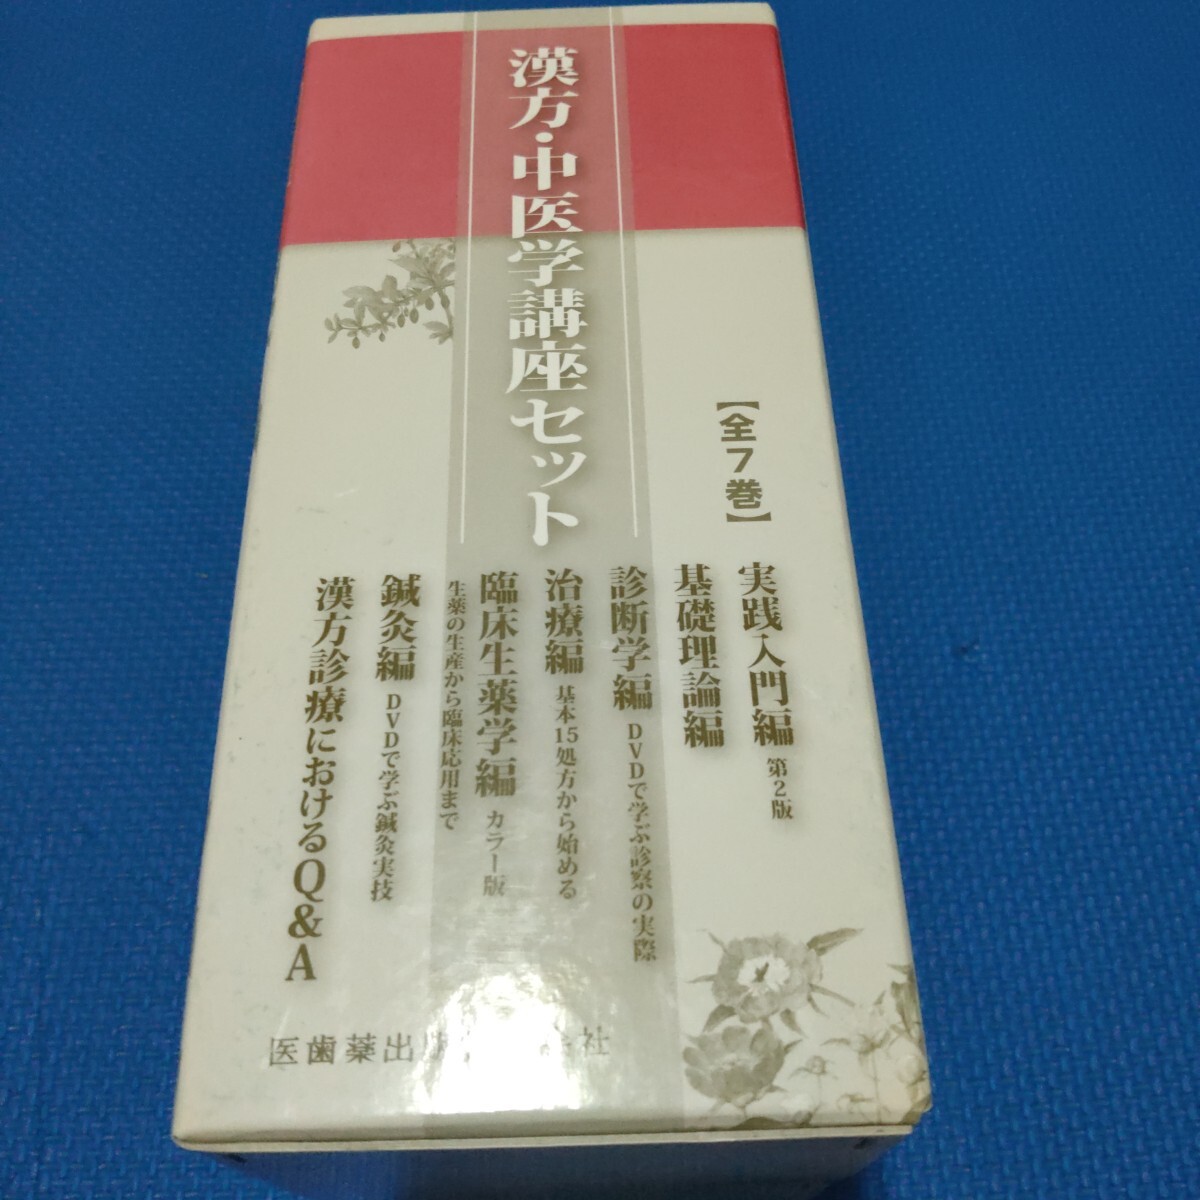 漢方・中医学講座セット
【全7巻】
実践入門編 第2版
基礎理論編
診断学編 DVDで学ぶ診察の実際
治療編 基本15処方から始める
臨床生薬学編 カラー版
生薬の生産から臨床応用まで
鍼灸編 DVDで学ぶ鍼灸実技
漢方診療におけるQ&A
医歯薬出版 社